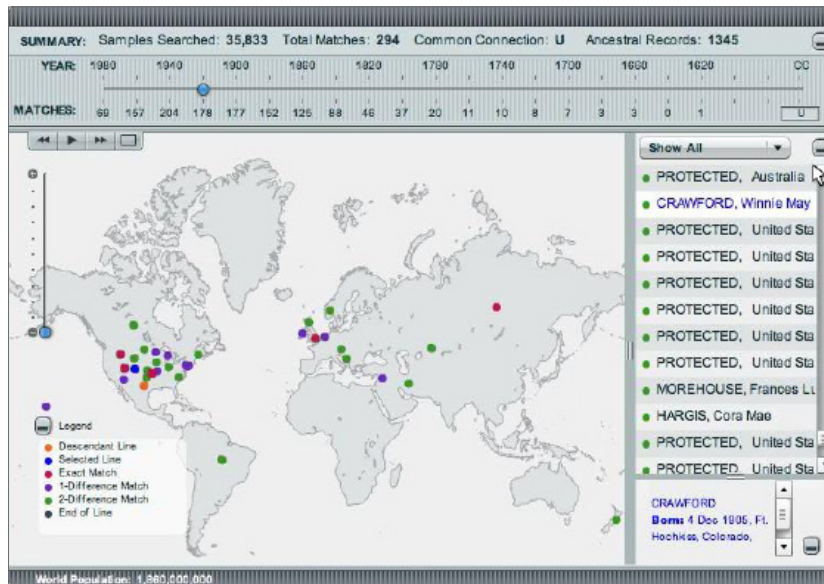 SUMMARY: Samples Searched: 35,833 Total Matches: 294 Common Connection: U Ancestral Records: 1345
YEAR: 1980 1940 1900 1860 1820 1780 1740 1700 1660 1620 CC
MATCHES: 69 157 204 178 177 152 125 88 46 37 20 11 10 8 7 3 3 0 1 U
Show All
PROTECTED, Australia
CRAWFORD, Winnie May
PROTECTED, United Sta
PROTECTED, United Sta
PROTECTED, United Sta
PROTECTED, United Sta
PROTECTED, United Sta
PROTECTED, United Sta
MOREHOUSE, Frances Lu
HARGIS, Cora Mae
PROTECTED, United Sta
PROTECTED, United Sta
Legend
Descendant Line
Selected Line
Exact Match
1-Difference Match
2-Difference Match
End of Line
CRAWFORD
Born: 4 Dec 1905, Ft.
Hochkiss, Colorado,
World Population: 1,860,000,000